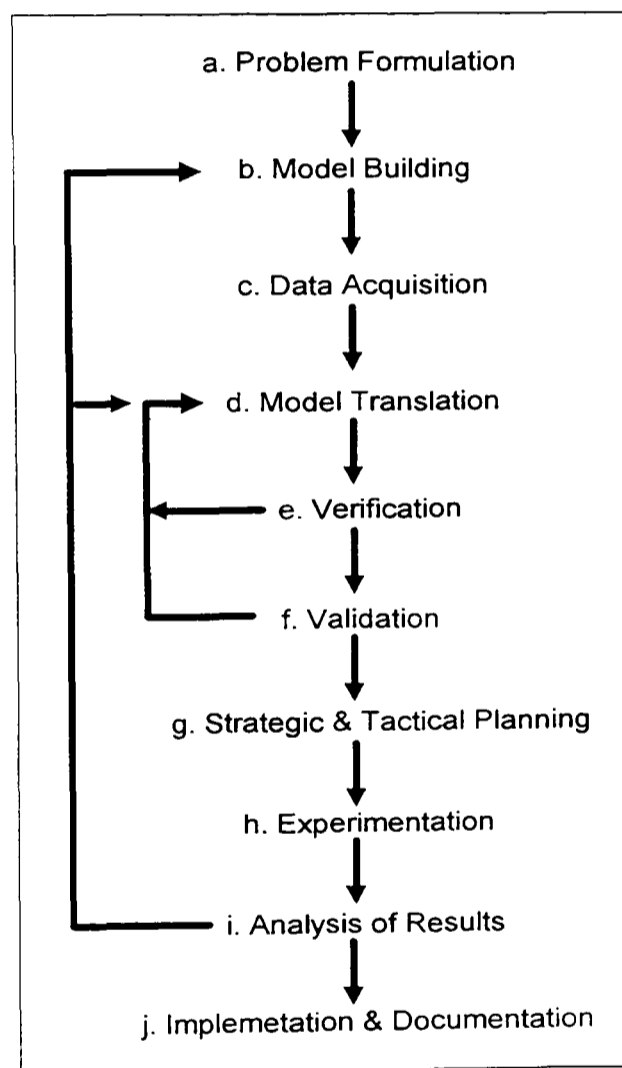 a. Problem Formulation
b. Model Building
c. Data Acquisition
d. Model Translation
e. Verification
f. Validation
g. Strategic & Tactical Planning
h. Experimentation
i. Analysis of Results
j. Implemetation & Documentation